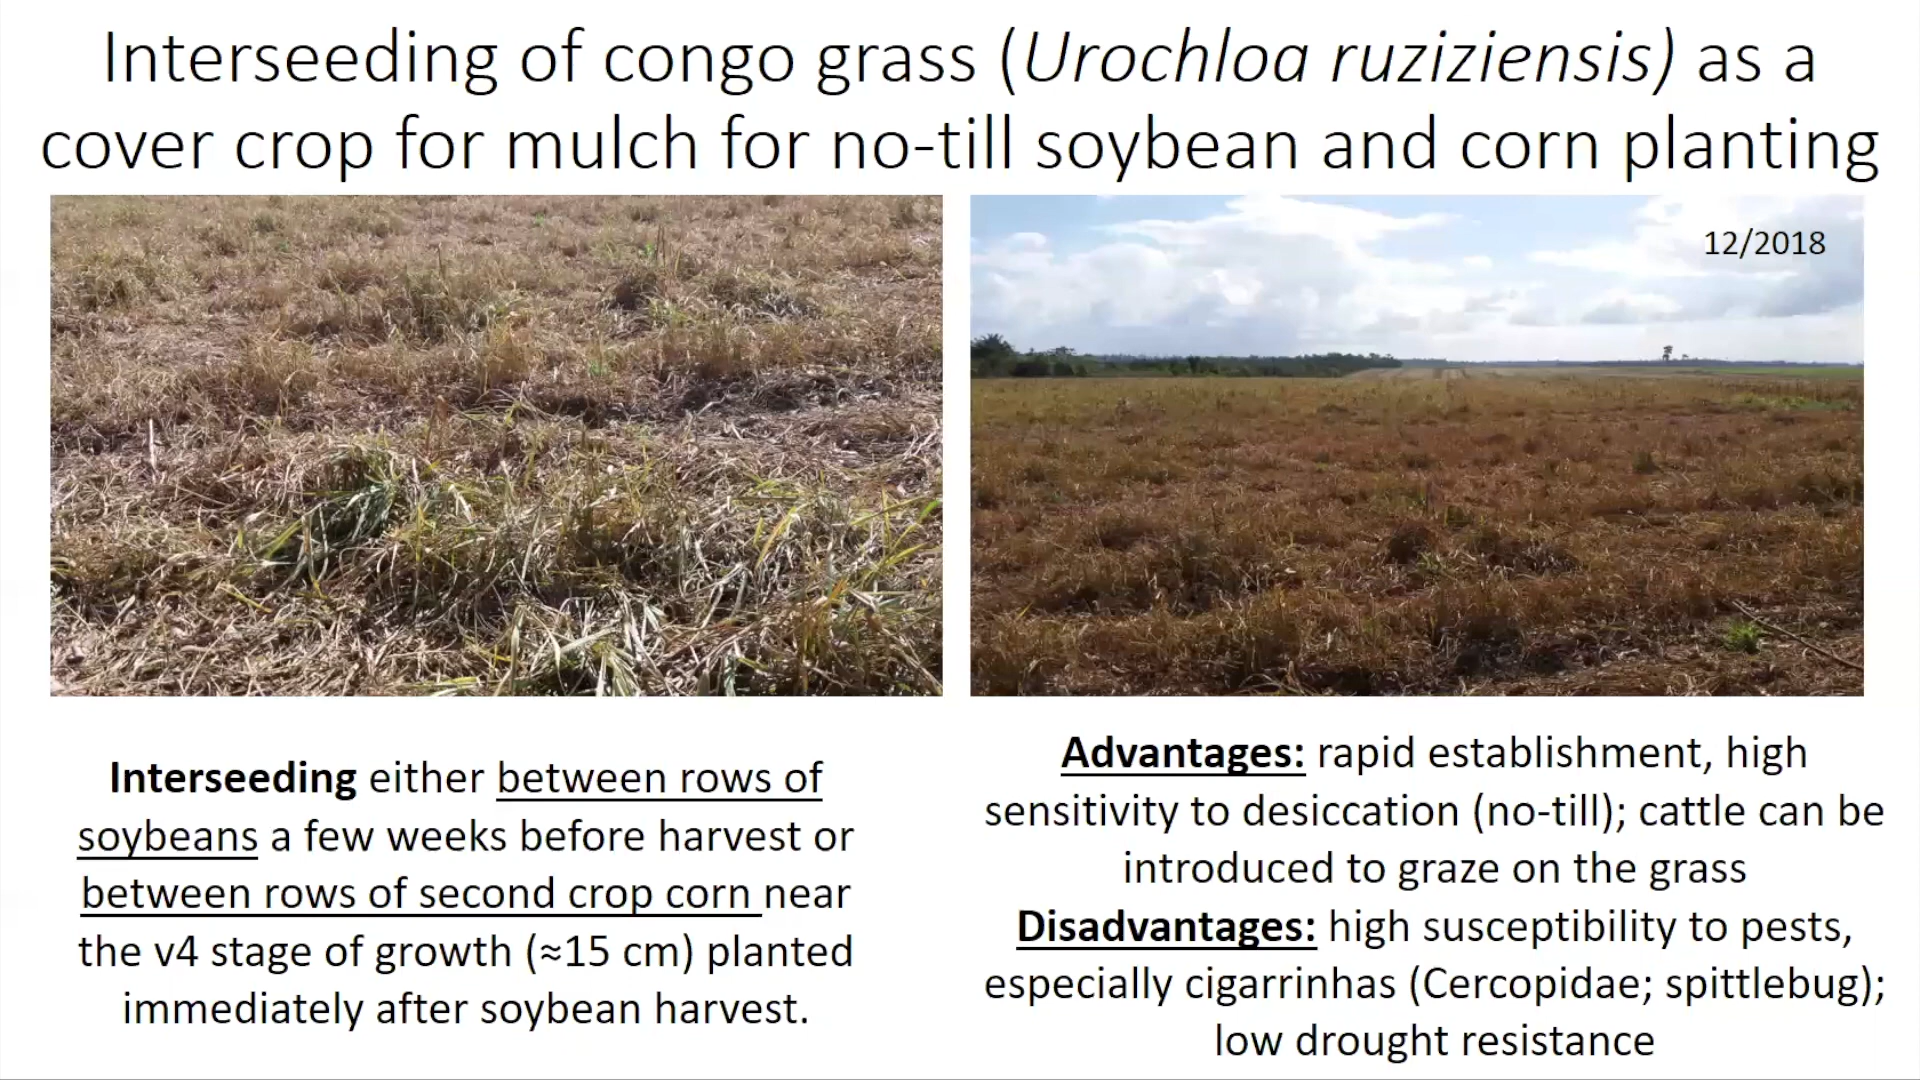 Interseeding of congo grass (Urochloa ruziziensis) as a
cover crop for mulch for no-till soybean and corn planting
12/2018
Interseeding either between rows of
soybeans a few weeks before harvest or
between rows of second crop corn near
the v4 stage of growth (≈15 cm) planted
immediately after soybean harvest.
Advantages: rapid establishment, high
sensitivity to desiccation (no-till); cattle can be
introduced to graze on the grass
Disadvantages: high susceptibility to pests,
especially cigarrinhas (Cercopidae; spittlebug);
low drought resistance